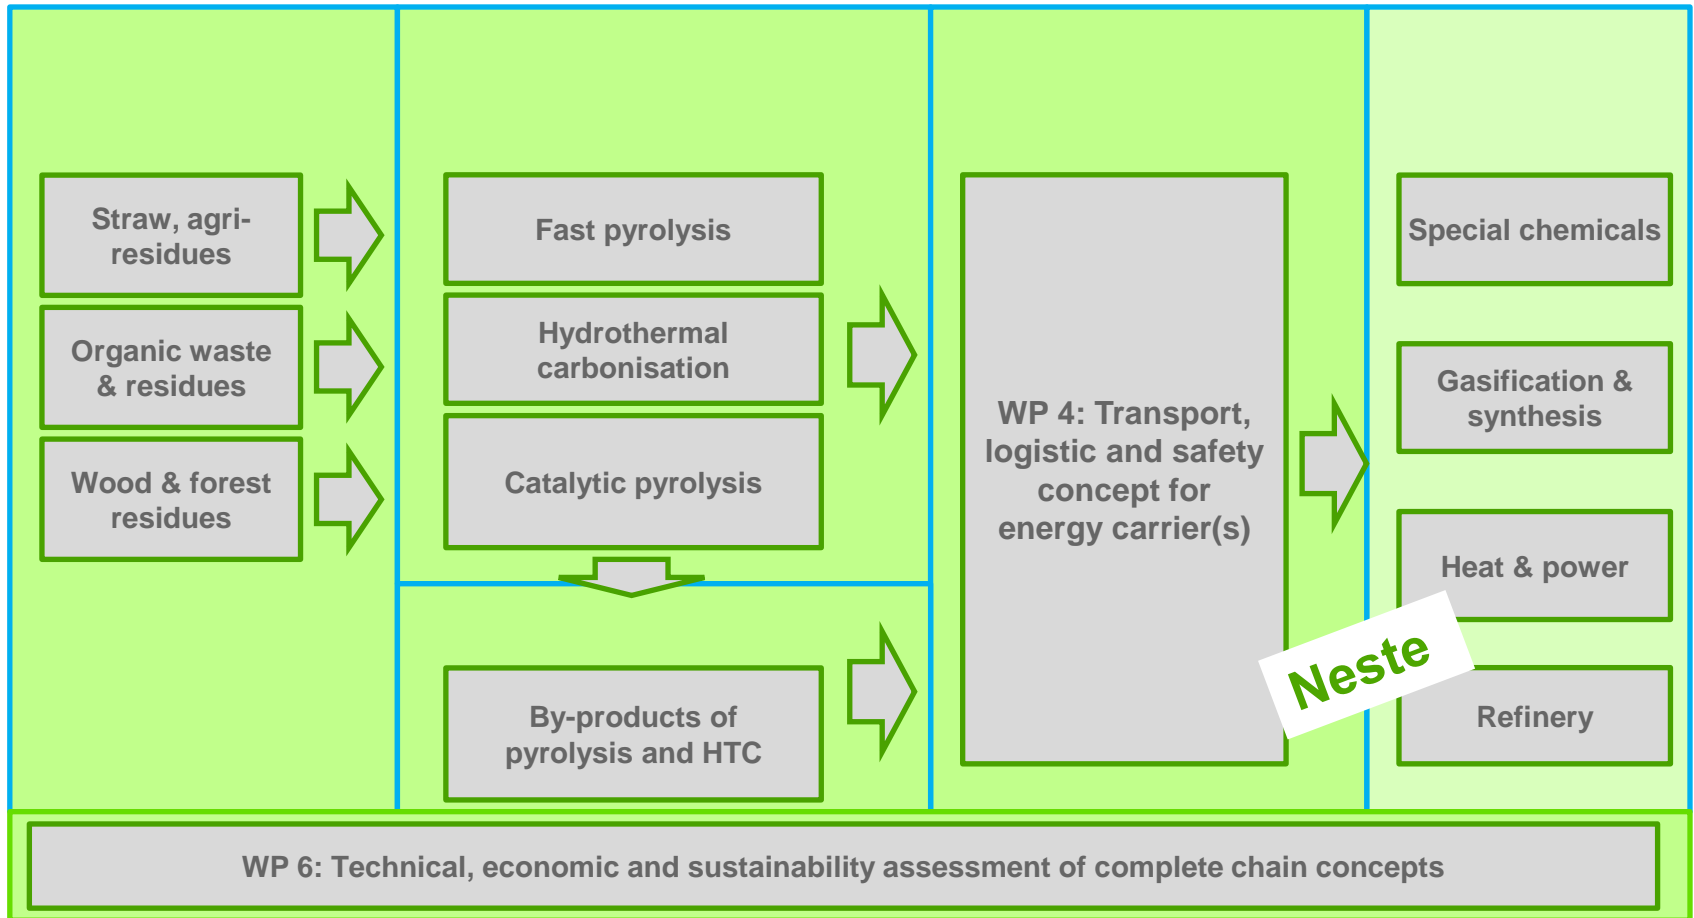 Straw, agri-
residues
Organic waste
& residues
Wood & forest
residues
Fast pyrolysis
Hydrothermal
carbonisation
Catalytic pyrolysis
By-products of
pyrolysis and HTC
WP 4: Transport,
logistic and safety
concept for
energy carrier(s)
Special chemicals
Gasification &
synthesis
Heat & power
Neste
Refinery
WP 6: Technical, economic and sustainability assessment of complete chain concepts